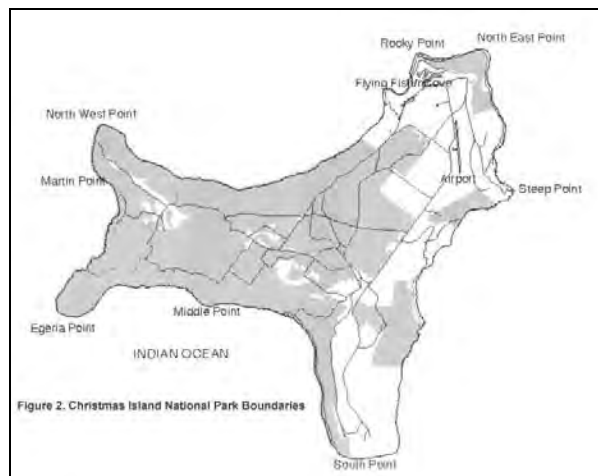 Rocky Point
North East Point
Flying Fish Cove
North West Point
Martin Point
Airport
Steep Point
Egeria Point
Middle Point
INDIAN OCEAN
Figure 2. Christmas Island National Park Boundaries
South Point